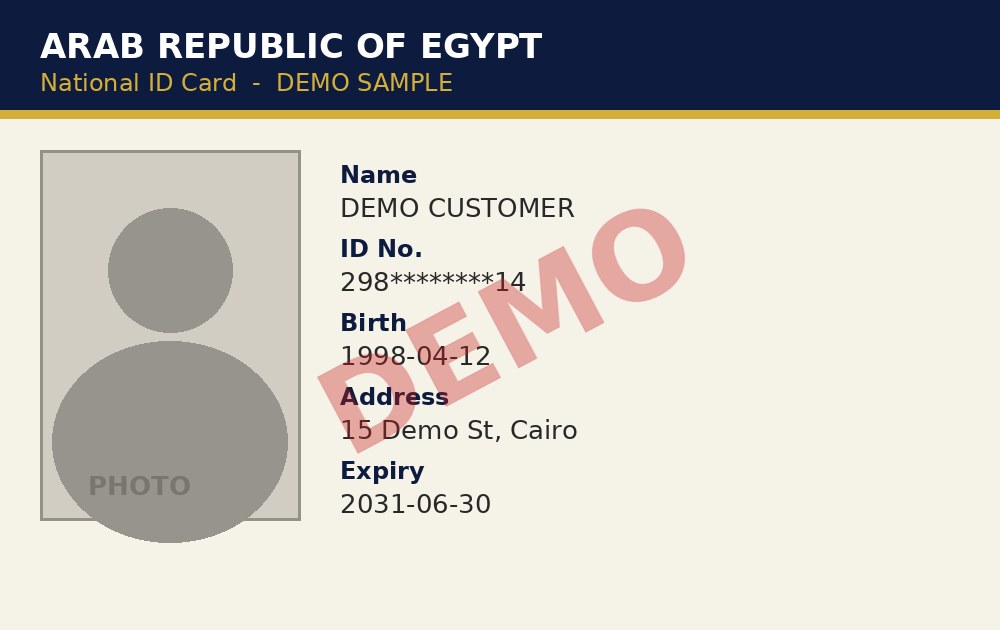 ARAB REPUBLIC OF EGYPT
National ID Card - DEMO SAMPLE
PHOTO
Name
DEMO CUSTOMER
ID No.
298********14
Birth
1998-04-12
Address
15 Demo St, Cairo
Expiry
2031-06-30
DEMO